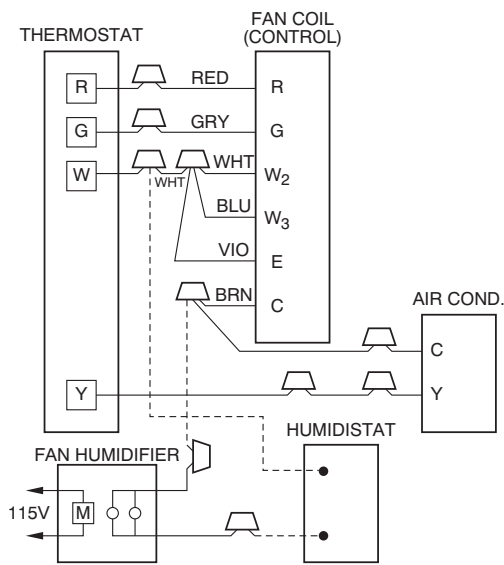 FAN COIL
(CONTROL)
THERMOSTAT
R
RED
R
G
GRY
G
W
WHT
WHT
W2
BLU
W3
VIO
E
BRN
C
AIR COND.
C
Y
Y
HUMIDISTAT
FAN HUMIDIFIER
115V
M